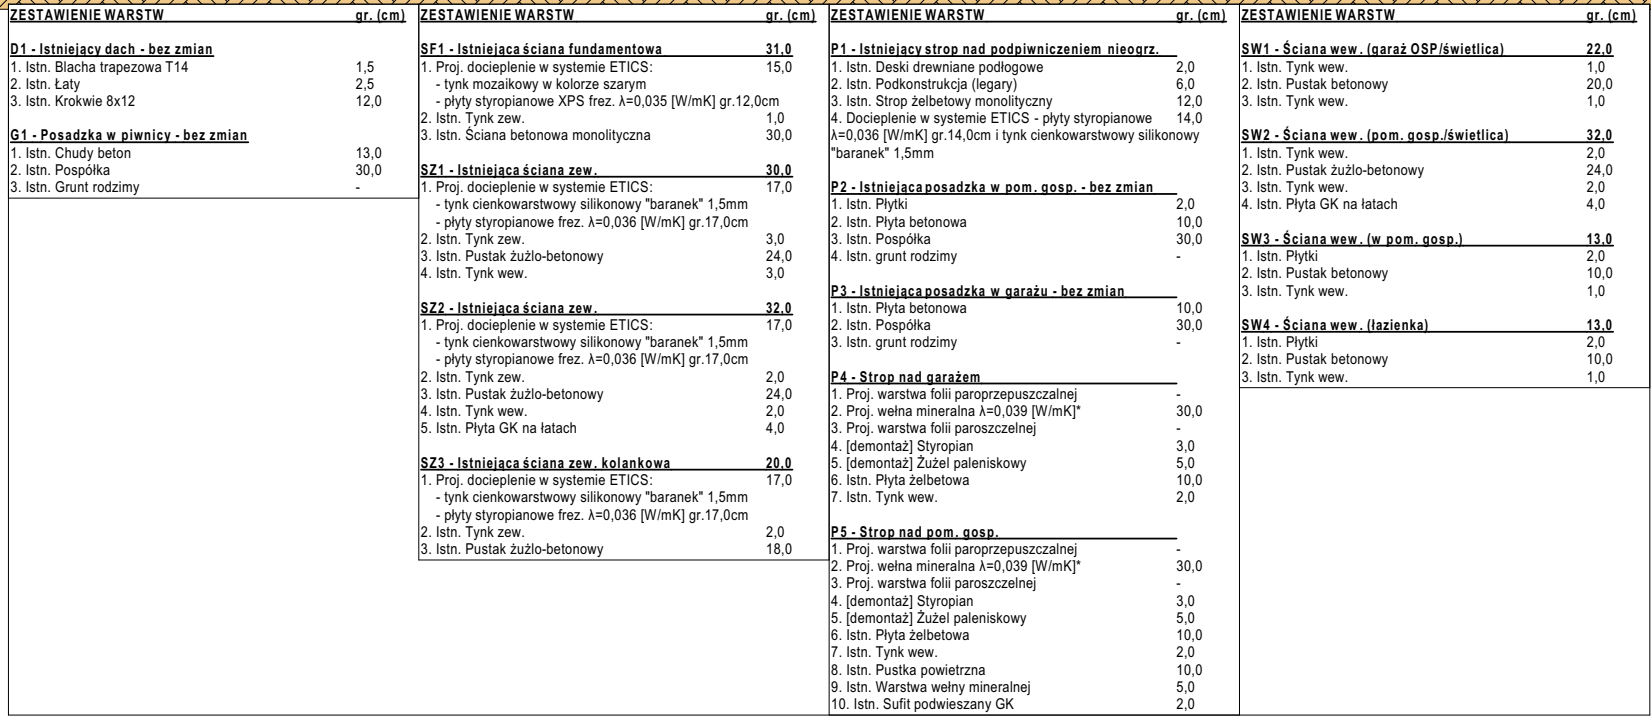 ZESTAWIENIE WARSTW gr. (cm)
D1 - Istniejący dach - bez zmian
1. Istn. Blacha trapezowa T14 1,5
2. Istn. Łaty 2,5
3. Istn. Krokwie 8x12 12,0
G1 - Posadzka w piwnicy - bez zmian
1. Istn. Chudy beton 13,0
2. Istn. Pospółka 30,0
3. Istn. Grunt rodzimy -
ZESTAWIENIE WARSTW gr. (cm)
SF1 - Istniejąca ściana fundamentowa 31,0
1. Proj. docieplenie w systemie ETICS: 15,0
- tynk mozaikowy w kolorze szarym
- płyty styropianowe XPS frez. λ=0,035 [W/mK] gr.12,0cm
2. Istn. Tynk zew. 1,0
3. Istn. Ściana betonowa monolityczna 30,0
SZ1 - Istniejąca ściana zew. 30,0
1. Proj. docieplenie w systemie ETICS: 17,0
- tynk cienkowarstwowy silikonowy "baranek" 1,5mm
- płyty styropianowe frez. λ=0,036 [W/mK] gr.17,0cm
2. Istn. Tynk zew. 3,0
3. Istn. Pustak żużlo-betonowy 24,0
4. Istn. Tynk wew. 3,0
SZ2 - Istniejąca ściana zew. 32,0
1. Proj. docieplenie w systemie ETICS: 17,0
- tynk cienkowarstwowy silikonowy "baranek" 1,5mm
- płyty styropianowe frez. λ=0,036 [W/mK] gr.17,0cm
2. Istn. Tynk zew. 2,0
3. Istn. Pustak żużlo-betonowy 24,0
4. Istn. Tynk wew. 2,0
5. Istn. Płyta GK na łatach 4,0
SZ3 - Istniejąca ściana zew. kolankowa 20,0
1. Proj. docieplenie w systemie ETICS: 17,0
- tynk cienkowarstwowy silikonowy "baranek" 1,5mm
- płyty styropianowe frez. λ=0,036 [W/mK] gr.17,0cm
2. Istn. Tynk zew. 2,0
3. Istn. Pustak żużlo-betonowy 18,0
ZESTAWIENIE WARSTW gr. (cm)
P1 - Istniejący strop nad podpiwniczeniem nieogrz.
1. Istn. Deski drewniane podłogowe 2,0
2. Istn. Podkonstrukcja (legary) 6,0
3. Istn. Strop żelbetowy monolityczny 12,0
4. Docieplenie w systemie ETICS - płyty styropianowe 14,0
λ=0,036 [W/mK] gr.14,0cm i tynk cienkowarstwowy silikonowy
"baranek" 1,5mm
P2 - Istniejąca posadzka w pom. gosp. - bez zmian
1. Istn. Płytki 2,0
2. Istn. Płyta betonowa 10,0
3. Istn. Pospółka 30,0
4. Istn. grunt rodzimy -
P3 - Istniejąca posadzka w garażu - bez zmian
1. Istn. Płyta betonowa 10,0
2. Istn. Pospółka 30,0
3. Istn. grunt rodzimy -
P4 - Strop nad garażem
1. Proj. warstwa folii paroprzepuszczalnej -
2. Proj. wełna mineralna λ=0,039 [W/mK]* 30,0
3. Proj. warstwa folii paroszczelnej -
4. [demontaż] Styropian 3,0
5. [demontaż] Żużel paleniskowy 5,0
6. Istn. Płyta żelbetowa 10,0
7. Istn. Tynk wew. 2,0
P5 - Strop nad pom. gosp.
1. Proj. warstwa folii paroprzepuszczalnej -
2. Proj. wełna mineralna λ=0,039 [W/mK]* 30,0
3. Proj. warstwa folii paroszczelnej -
4. [demontaż] Styropian 3,0
5. [demontaż] Żużel paleniskowy 5,0
6. Istn. Płyta żelbetowa 10,0
7. Istn. Tynk wew. 2,0
8. Istn. Pustka powietrzna 10,0
9. Istn. Warstwa wełny mineralnej 5,0
10. Istn. Sufit podwieszany GK 2,0
ZESTAWIENIE WARSTW gr. (cm)
SW1 - Ściana wew. (garaż OSP/świetlica) 22,0
1. Istn. Tynk wew. 1,0
2. Istn. Pustak betonowy 20,0
3. Istn. Tynk wew. 1,0
SW2 - Ściana wew. (pom. gosp./świetlica) 32,0
1. Istn. Tynk wew. 2,0
2. Istn. Pustak żużlo-betonowy 24,0
3. Istn. Tynk wew. 2,0
4. Istn. Płyta GK na łatach 4,0
SW3 - Ściana wew. (w pom. gosp.) 13,0
1. Istn. Płytki 2,0
2. Istn. Pustak betonowy 10,0
3. Istn. Tynk wew. 1,0
SW4 - Ściana wew. (łazienka) 13,0
1. Istn. Płytki 2,0
2. Istn. Pustak betonowy 10,0
3. Istn. Tynk wew. 1,0